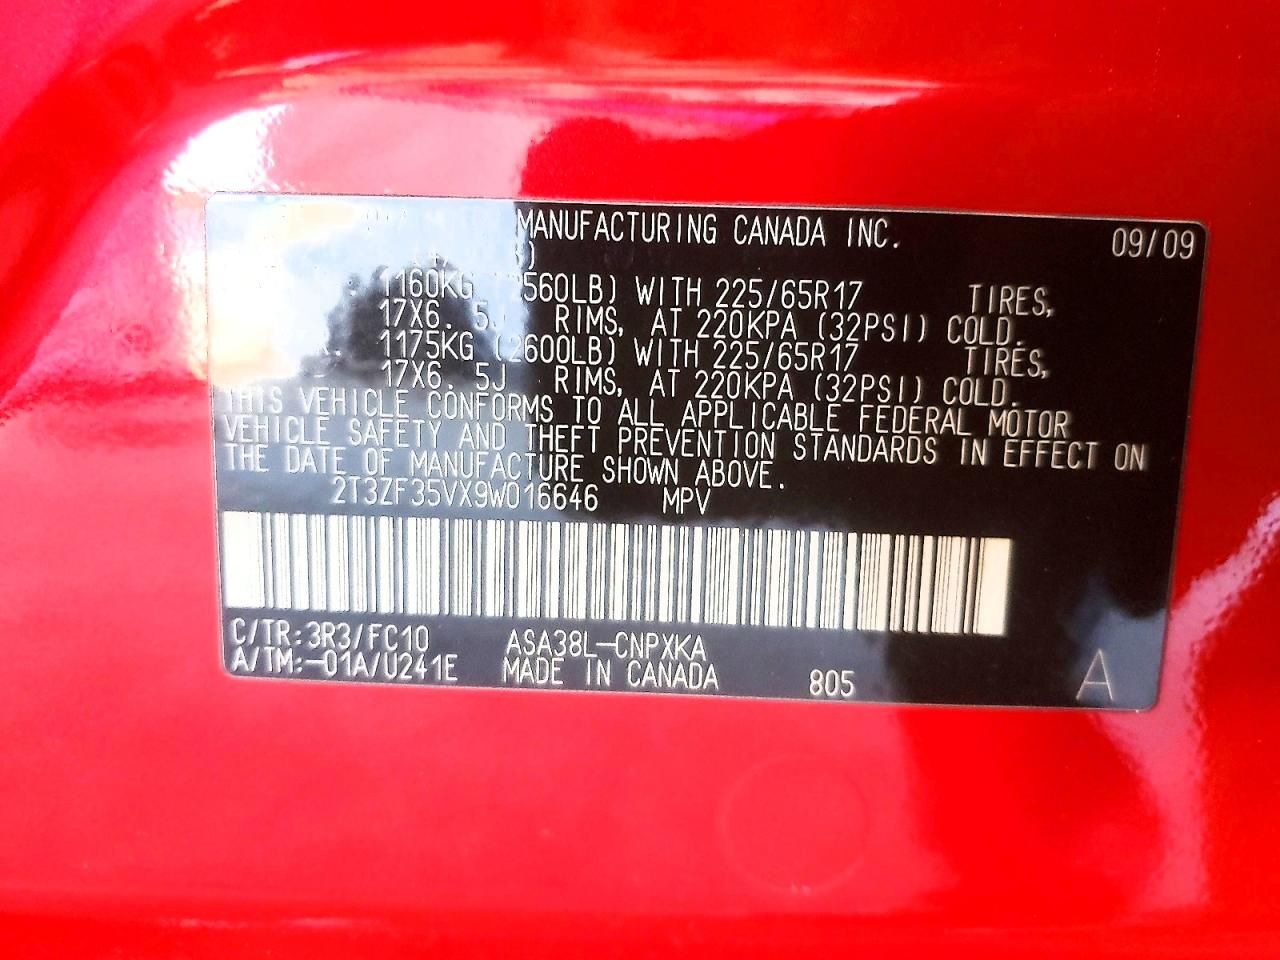 MANUFACTURING CANADA INC. 09/09
1160KG (2560LB) WITH 225/65R17 TIRES,
17X6.5J RIMS, AT 220KPA (32PSI) COLD.
1175KG (2600LB) WITH 225/65R17 TIRES,
17X6.5J RIMS, AT 220KPA (32PSI) COLD.
THIS VEHICLE CONFORMS TO ALL APPLICABLE FEDERAL MOTOR
VEHICLE SAFETY AND THEFT PREVENTION STANDARDS IN EFFECT ON
THE DATE OF MANUFACTURE SHOWN ABOVE.
2T3ZF35VX9W016646 MPV
C/TR:3R3/FC10 ASA38L-CNPXKA
A/TM:-01A/U241E MADE IN CANADA 805 A